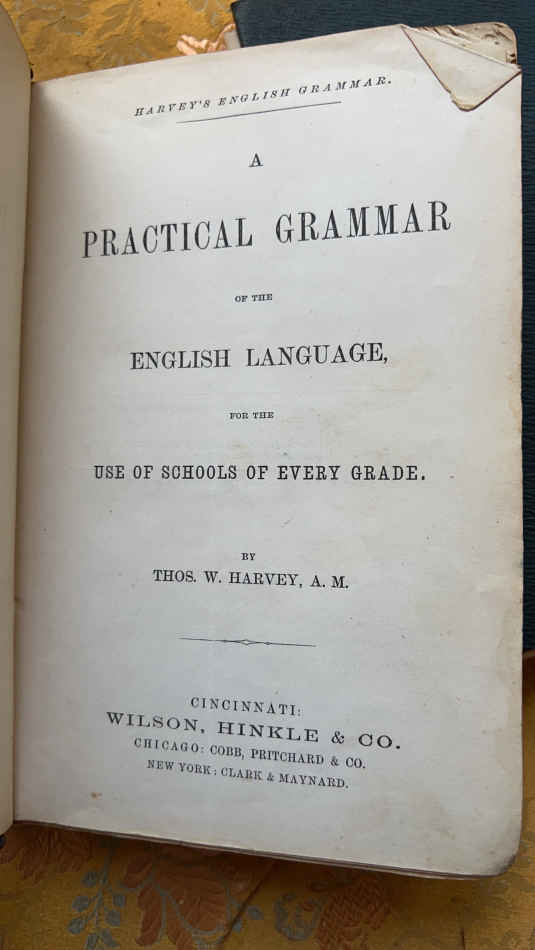 HARVEY'S ENGLISH GRAMMAR.
A
PRACTICAL GRAMMAR
OF THE
ENGLISH LANGUAGE,
FOR THE
USE OF SCHOOLS OF EVERY GRADE.
BY
THOS. W. HARVEY, A. M.
CINCINNATI:
WILSON, HINKLE & CO.
CHICAGO: COBB, PRITCHARD & CO.
NEW YORK: CLARK & MAYNARD.